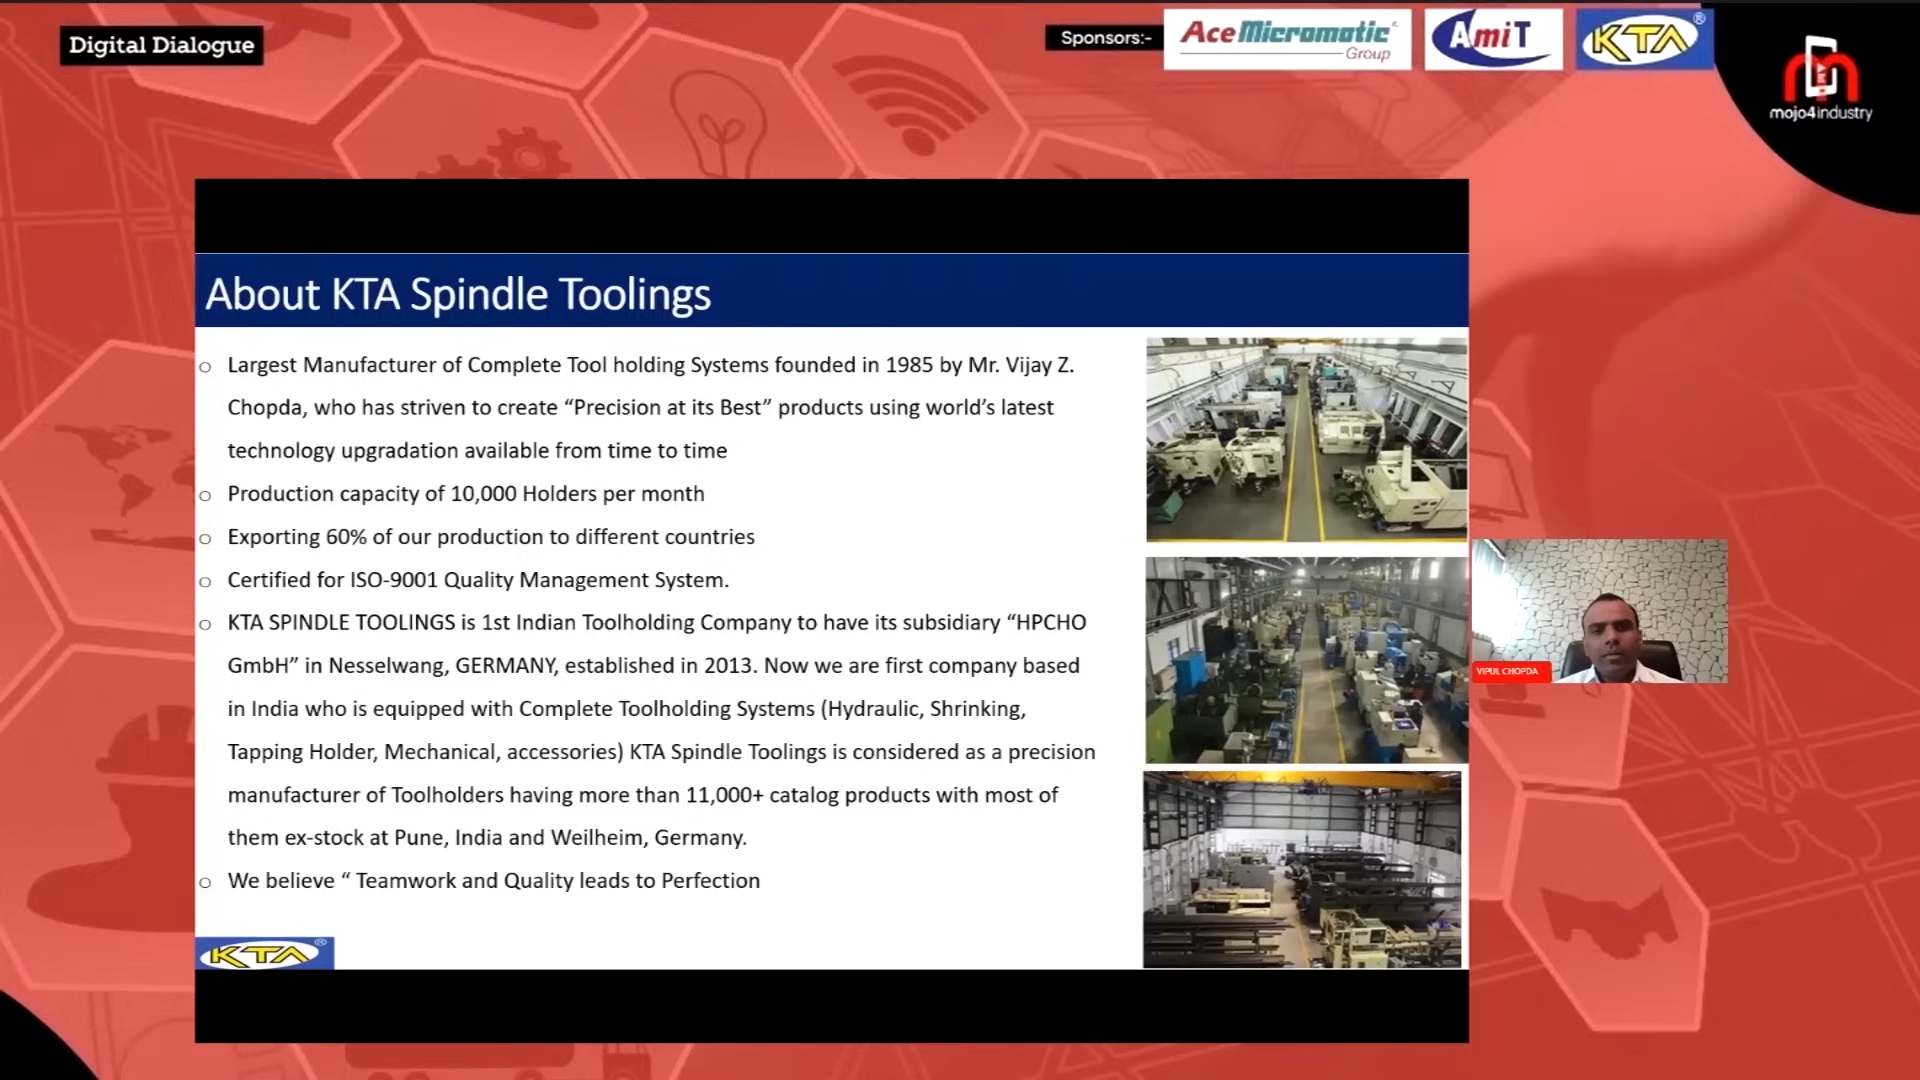 Digital Dialogue
Sponsors:-
AceMicromatic
Group
AmiT
KTA®
mojo4industry
About KTA Spindle Toolings
o Largest Manufacturer of Complete Tool holding Systems founded in 1985 by Mr. Vijay Z.
Chopda, who has striven to create “Precision at its Best” products using world’s latest
technology upgradation available from time to time
o Production capacity of 10,000 Holders per month
o Exporting 60% of our production to different countries
o Certified for ISO-9001 Quality Management System.
o KTA SPINDLE TOOLINGS is 1st Indian Toolholding Company to have its subsidiary “HPCHO
GmbH” in Nesselwang, GERMANY, established in 2013. Now we are first company based
in India who is equipped with Complete Toolholding Systems (Hydraulic, Shrinking,
Tapping Holder, Mechanical, accessories) KTA Spindle Toolings is considered as a precision
manufacturer of Toolholders having more than 11,000+ catalog products with most of
them ex-stock at Pune, India and Weilheim, Germany.
o We believe “ Teamwork and Quality leads to Perfection
VIPUL CHOPDA
KTA®